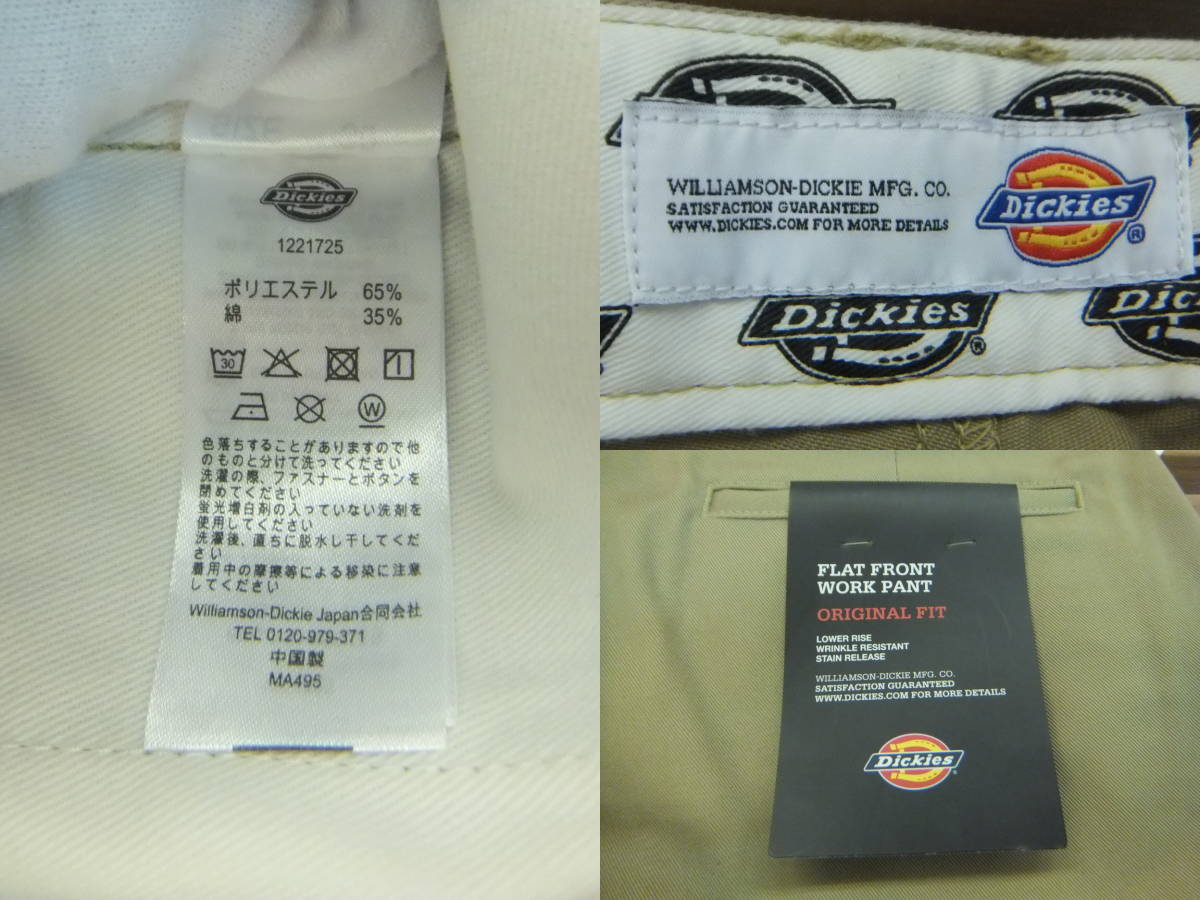 Dickies
1221725
ポリエステル 65%
綿 35%
30
W
色落ちすることがありますので他
のものと分けて洗ってください
洗濯の際、ファスナーとボタンを
閉めてください
蛍光増白剤の入っていない洗剤を
使用してください
洗濯後、直ちに脱水し干してくだ
さい
着用中の摩擦等による移染に注意
してください
Williamson-Dickie Japan合同会社
TEL 0120-979-371
中国製
MA495
WILLIAMSON-DICKIE MFG. CO.
SATISFACTION GUARANTEED
WWW.DICKIES.COM FOR MORE DETAILS
Dickies®
Dickies®
Dickies
FLAT FRONT
WORK PANT
ORIGINAL FIT
LOWER RISE
WRINKLE RESISTANT
STAIN RELEASE
WILLIAMSON-DICKIE MFG. CO.
SATISFACTION GUARANTEED
WWW.DICKIES.COM FOR MORE DETAILS
Dickies